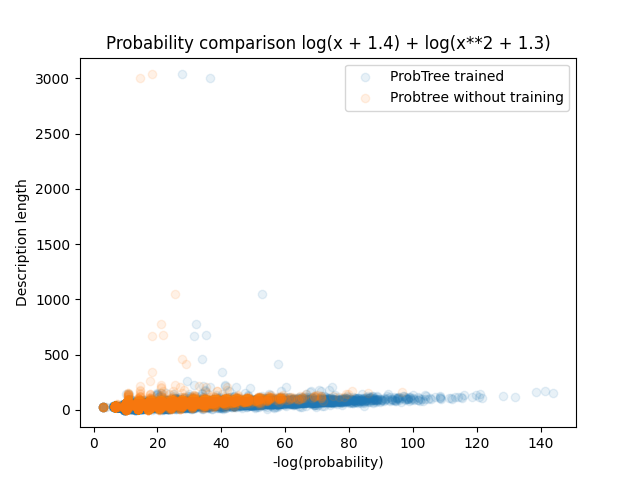 Probability comparison log(x + 1.4) + log(x**2 + 1.3)
ProbTree trained
Probtree without training
Description length
3000
2500
2000
1500
1000
500
0
0 20 40 60 80 100 120 140
-log(probability)